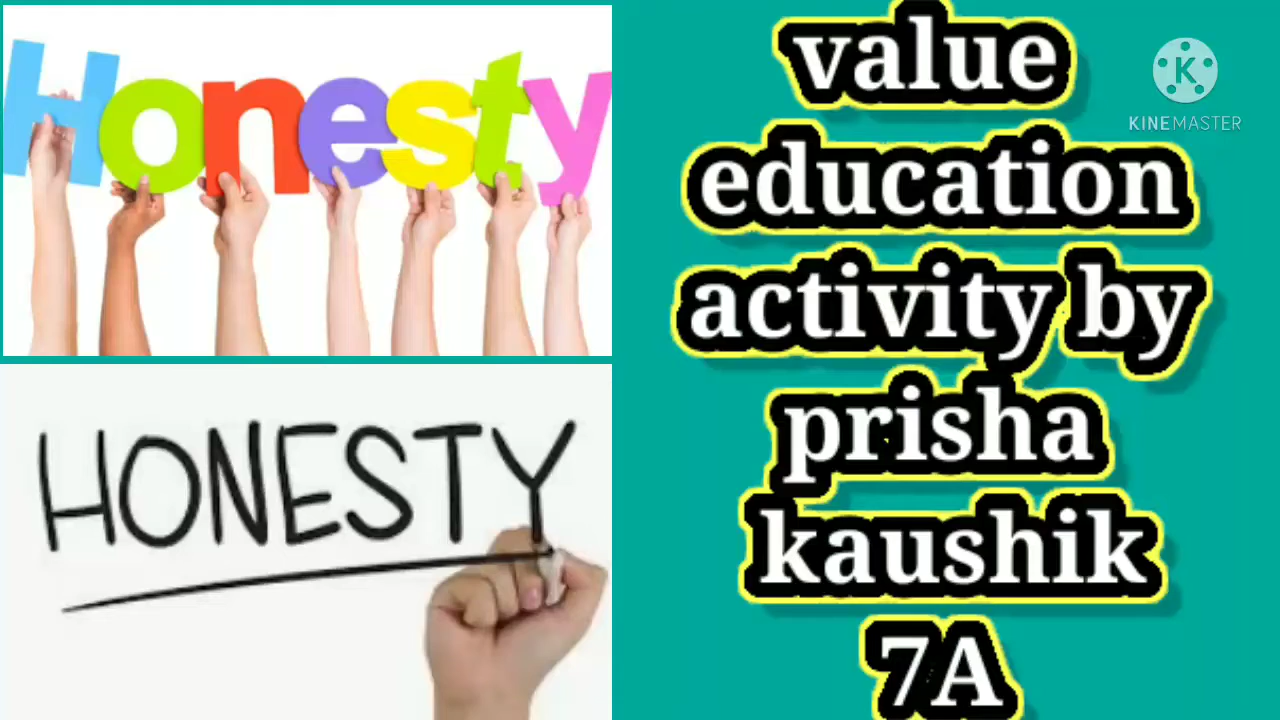 Honesty
HONESTY
value
education
activity by
prisha
kaushik
7A
K
KINEMASTER